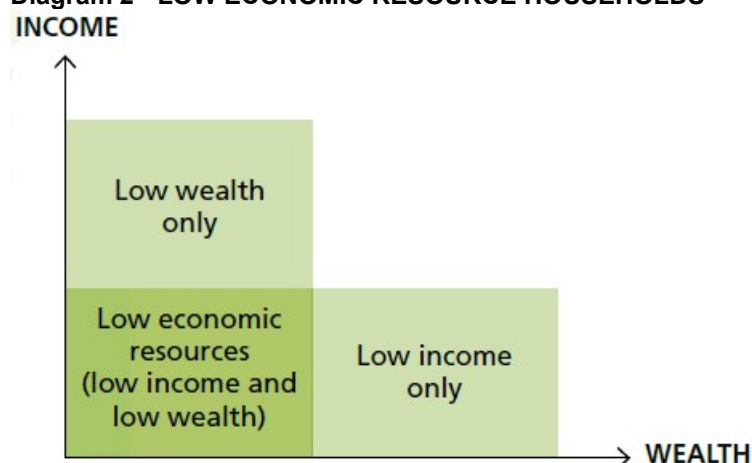 Diagram 2 LOW ECONOMIC RESOURCE HOUSEHOLDS
INCOME
Low wealth
only
Low economic
resources
(low income and
low wealth)
Low income
only
WEALTH